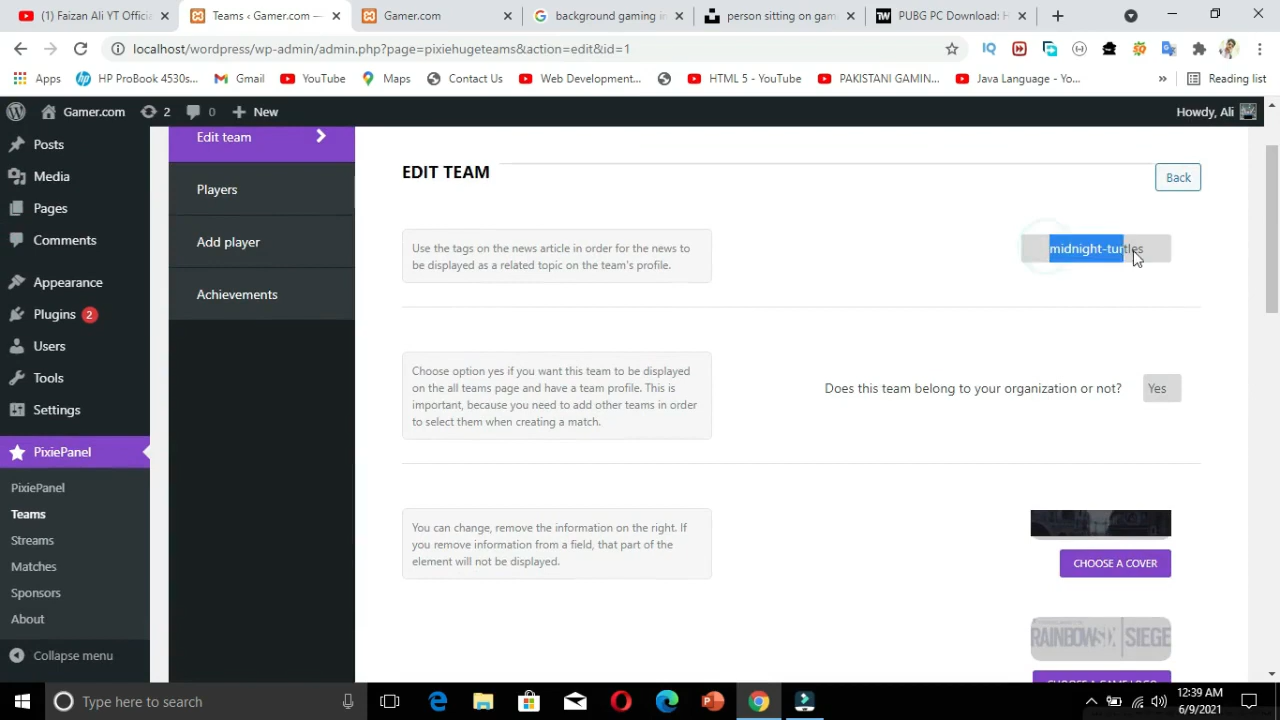 (1) Faizan Ali YT Offici
Teams ‹ Gamer.com —
Gamer.com
background gaming in
person sitting on gam
PUBG PC Download: H
localhost/wordpress/wp-admin/admin.php?page=pixiehugeteams&action=edit&id=1
Apps
HP ProBook 4530s...
Gmail
YouTube
Maps
Contact Us
Web Development...
HTML 5 - YouTube
PAKISTANI GAMIN...
Java Language - Yo...
»
Reading list
Gamer.com
2
0
New
Howdy, Ali
Posts
Media
Pages
Comments
Appearance
Plugins 2
Users
Tools
Settings
PixiePanel
PixiePanel
Teams
Streams
Matches
Sponsors
About
Collapse menu
Edit team
Players
Add player
Achievements
EDIT TEAM
Back
Use the tags on the news article in order for the news to
be displayed as a related topic on the team's profile.
midnight-turtles
Choose option yes if you want this team to be displayed
on the all teams page and have a team profile. This is
important, because you need to add other teams in order
to select them when creating a match.
Does this team belong to your organization or not?
Yes
You can change, remove the information on the right. If
you remove information from a field, that part of the
element will not be displayed.
CHOOSE A COVER
RAINBOWSIX SIEGE
CHOOSE A GAME LOGO
Type here to search
12:39 AM
6/9/2021